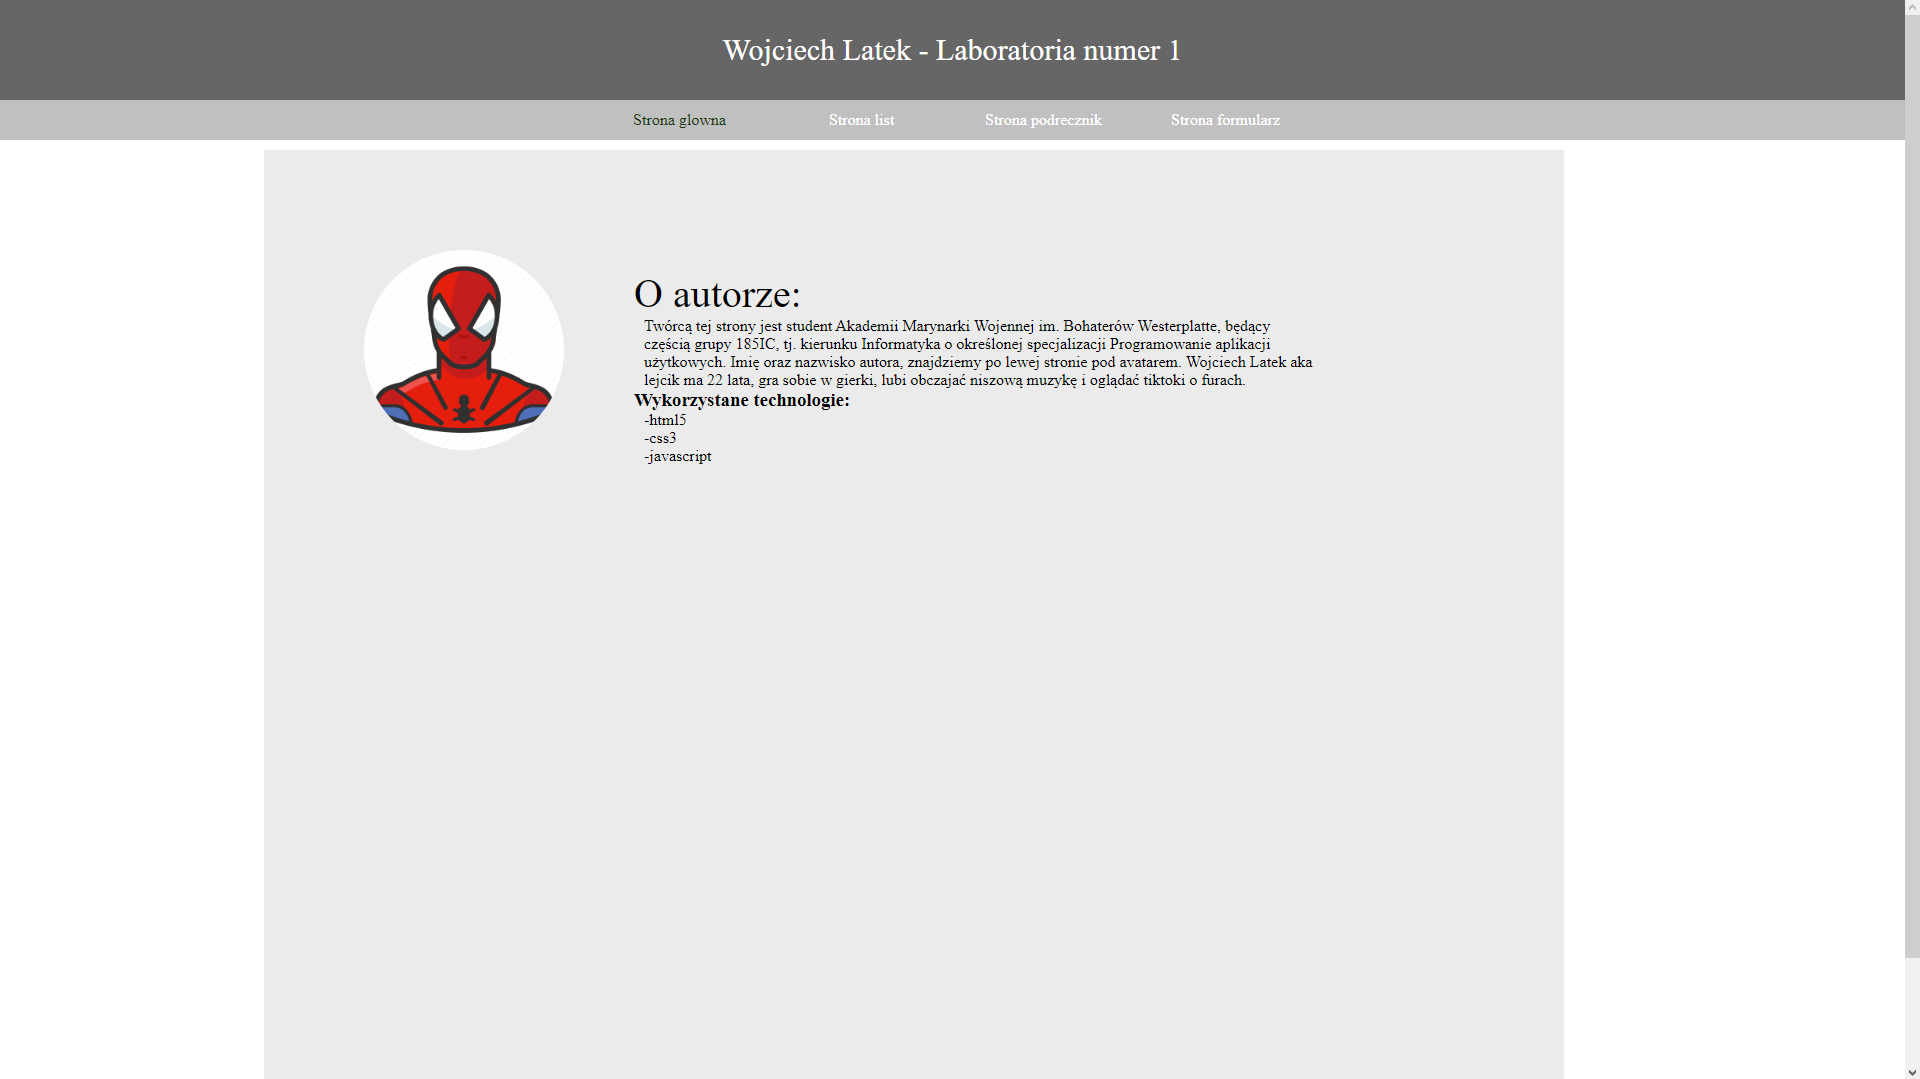 Wojciech Latek - Laboratoria numer 1
Strona glowna Strona list Strona podrecznik Strona formularz
O autorze:
Twórcą tej strony jest student Akademii Marynarki Wojennej im. Bohaterów Westerplatte, będący
częścią grupy 185IC, tj. kierunku Informatyka o określonej specjalizacji Programowanie aplikacji
użytkowych. Imię oraz nazwisko autora, znajdziemy po lewej stronie pod avatarem. Wojciech Latek aka
lejcik ma 22 lata, gra sobie w gierki, lubi obczajać niszową muzykę i oglądać tiktoki o furach.
Wykorzystane technologie:
-html5
-css3
-javascript